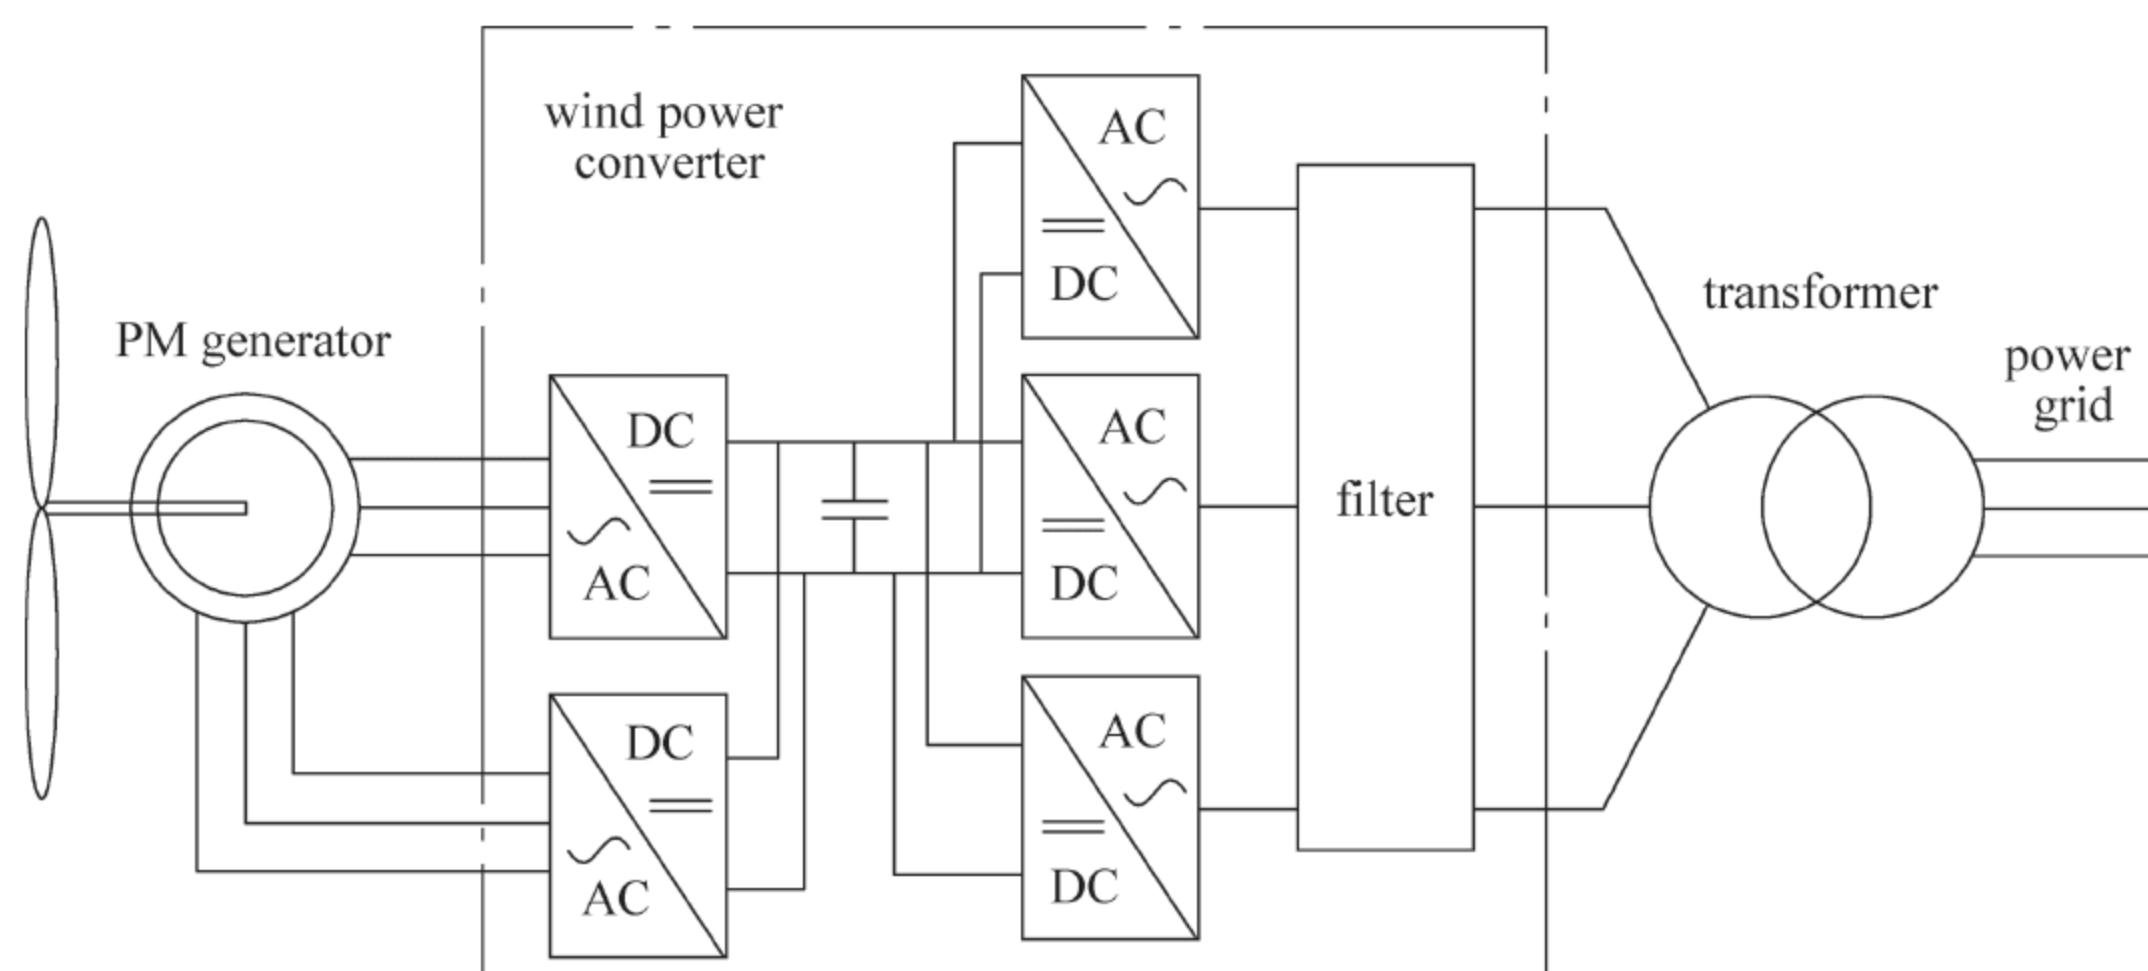 wind power
converter
PM generator
DC
AC
DC
AC
AC
DC
AC
DC
AC
DC
filter
transformer
power
grid